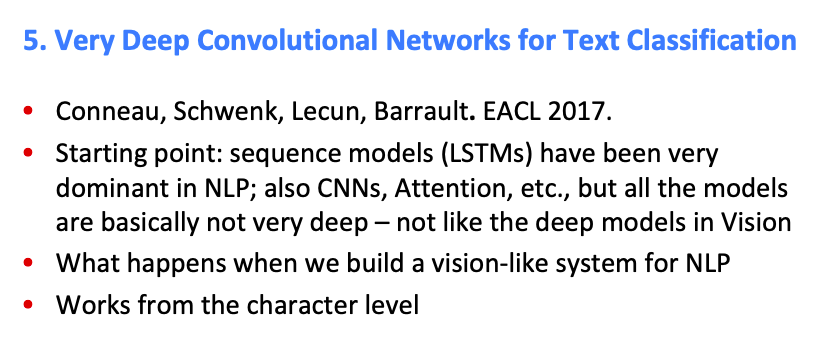 5. Very Deep Convolutional Networks for Text Classification
• Conneau, Schwenk, Lecun, Barrault. EACL 2017.
• Starting point: sequence models (LSTMs) have been very
dominant in NLP; also CNNs, Attention, etc., but all the models
are basically not very deep – not like the deep models in Vision
• What happens when we build a vision-like system for NLP
• Works from the character level